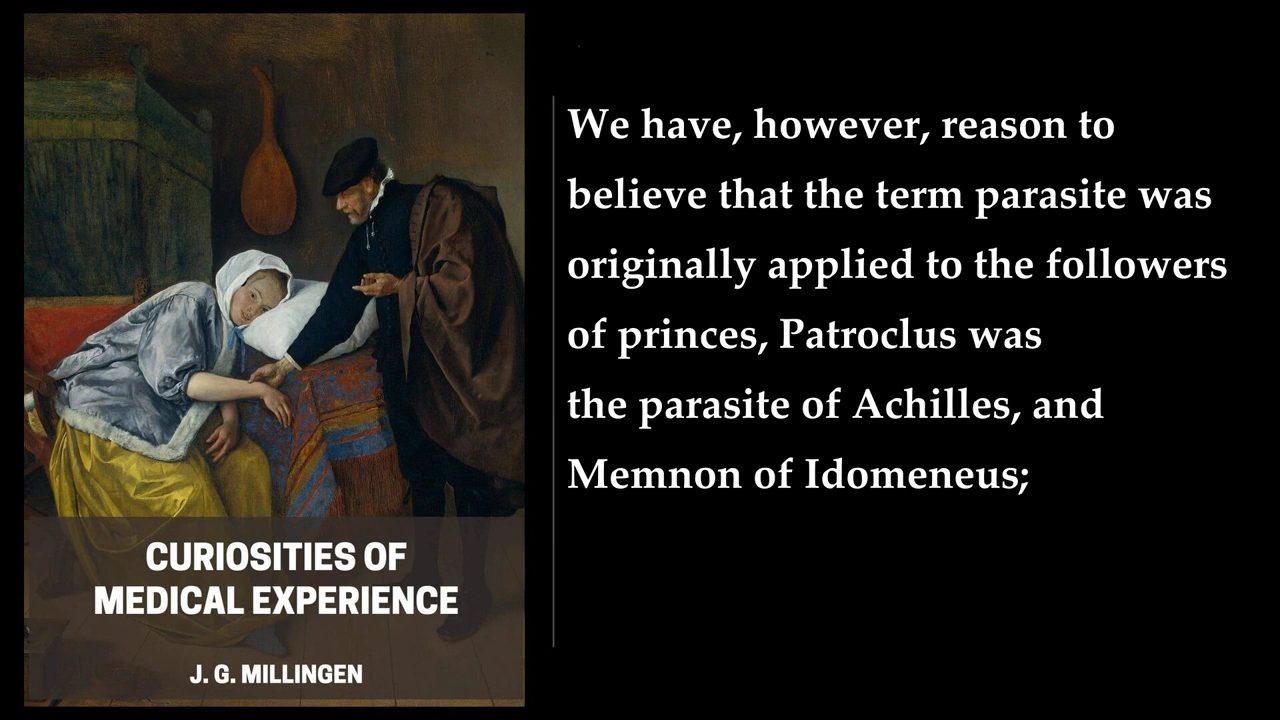 We have, however, reason to
believe that the term parasite was
originally applied to the followers
of princes, Patroclus was
the parasite of Achilles, and
Memnon of Idomeneus;
CURIOSITIES OF
MEDICAL EXPERIENCE
J. G. MILLINGEN